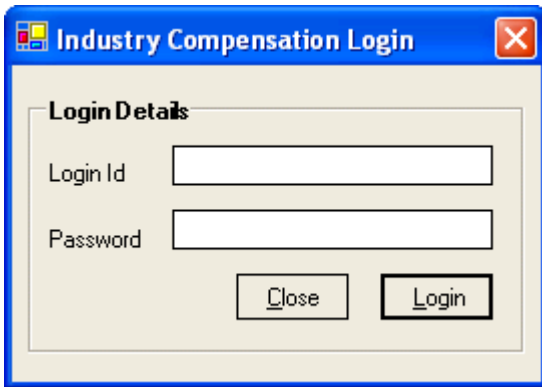 Industry Compensation Login
Login Details
Login Id
Password
Close Login